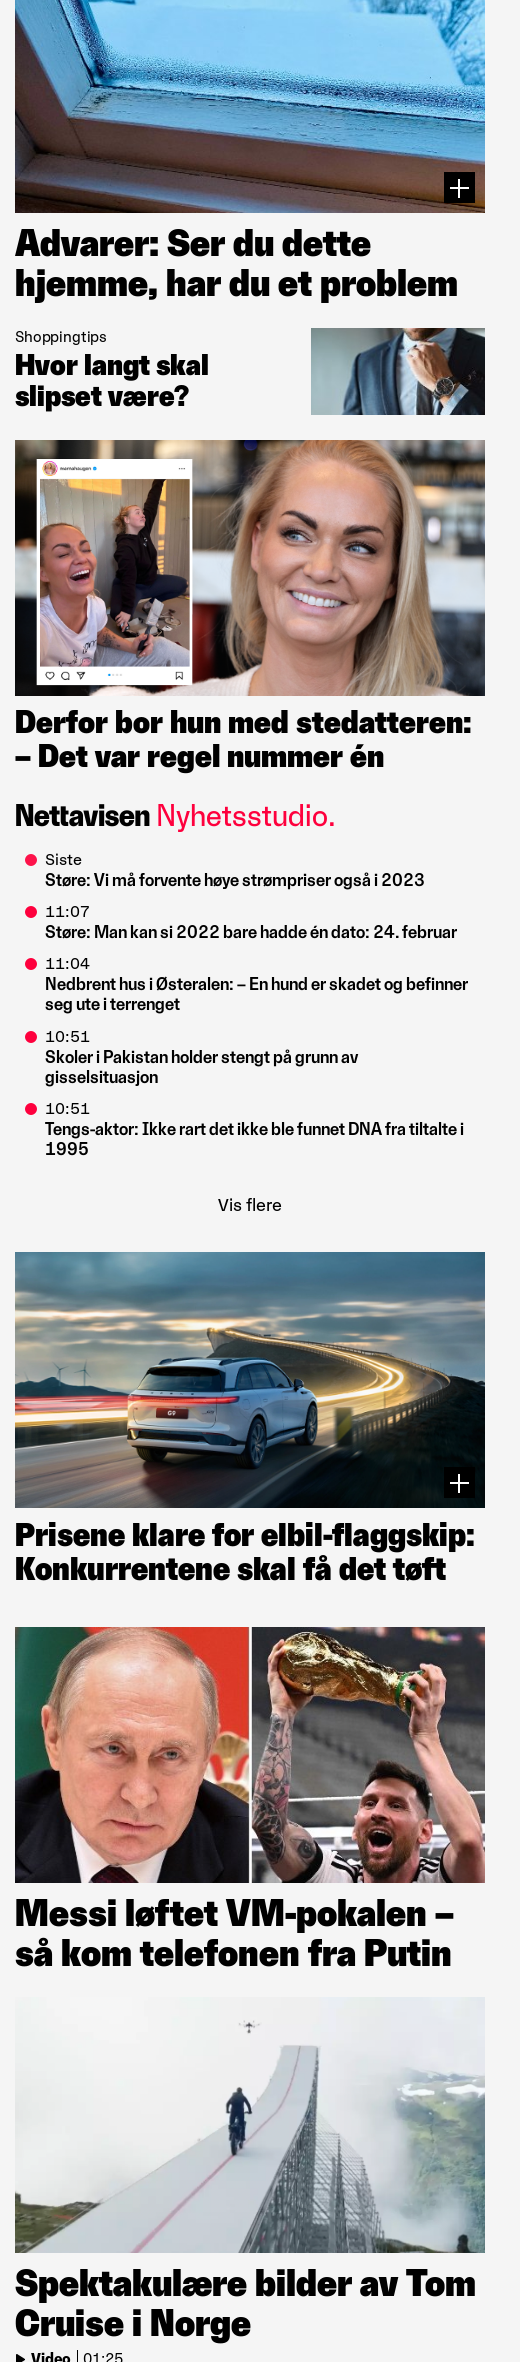 Advarer: Ser du dette
hjemme, har du et problem
Shoppingtips
Hvor langt skal
slipset være?
Derfor bor hun med stedatteren:
– Det var regel nummer én
Nettavisen Nyhetsstudio.
Siste
Støre: Vi må forvente høye strømpriser også i 2023
11:07
Støre: Man kan si 2022 bare hadde én dato: 24. februar
11:04
Nedbrent hus i Østeralen: – En hund er skadet og befinner
seg ute i terrenget
10:51
Skoler i Pakistan holder stengt på grunn av
gisselsituasjon
10:51
Tengs-aktor: Ikke rart det ikke ble funnet DNA fra tiltalte i
1995
Vis flere
G9
Prisene klare for elbil-flaggskip:
Konkurrentene skal få det tøft
Messi løftet VM-pokalen –
så kom telefonen fra Putin
Spektakulære bilder av Tom
Cruise i Norge
Video | 01:25